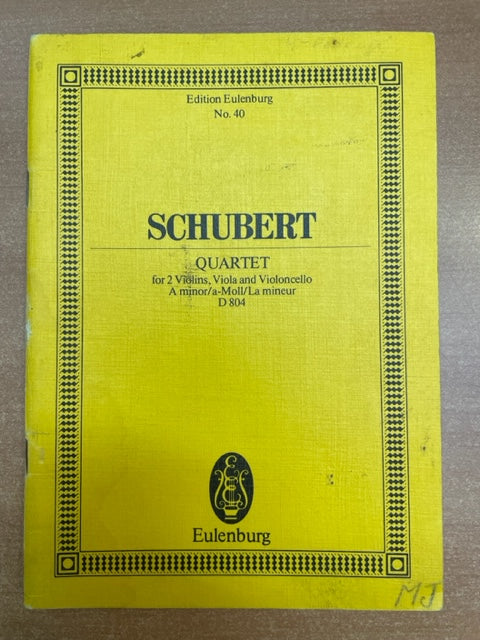 Edition Eulenburg
No. 40
SCHUBERT
QUARTET
for 2 Violins, Viola and Violoncello
A minor/a-Moll/La mineur
D 804
Eulenburg
MJ